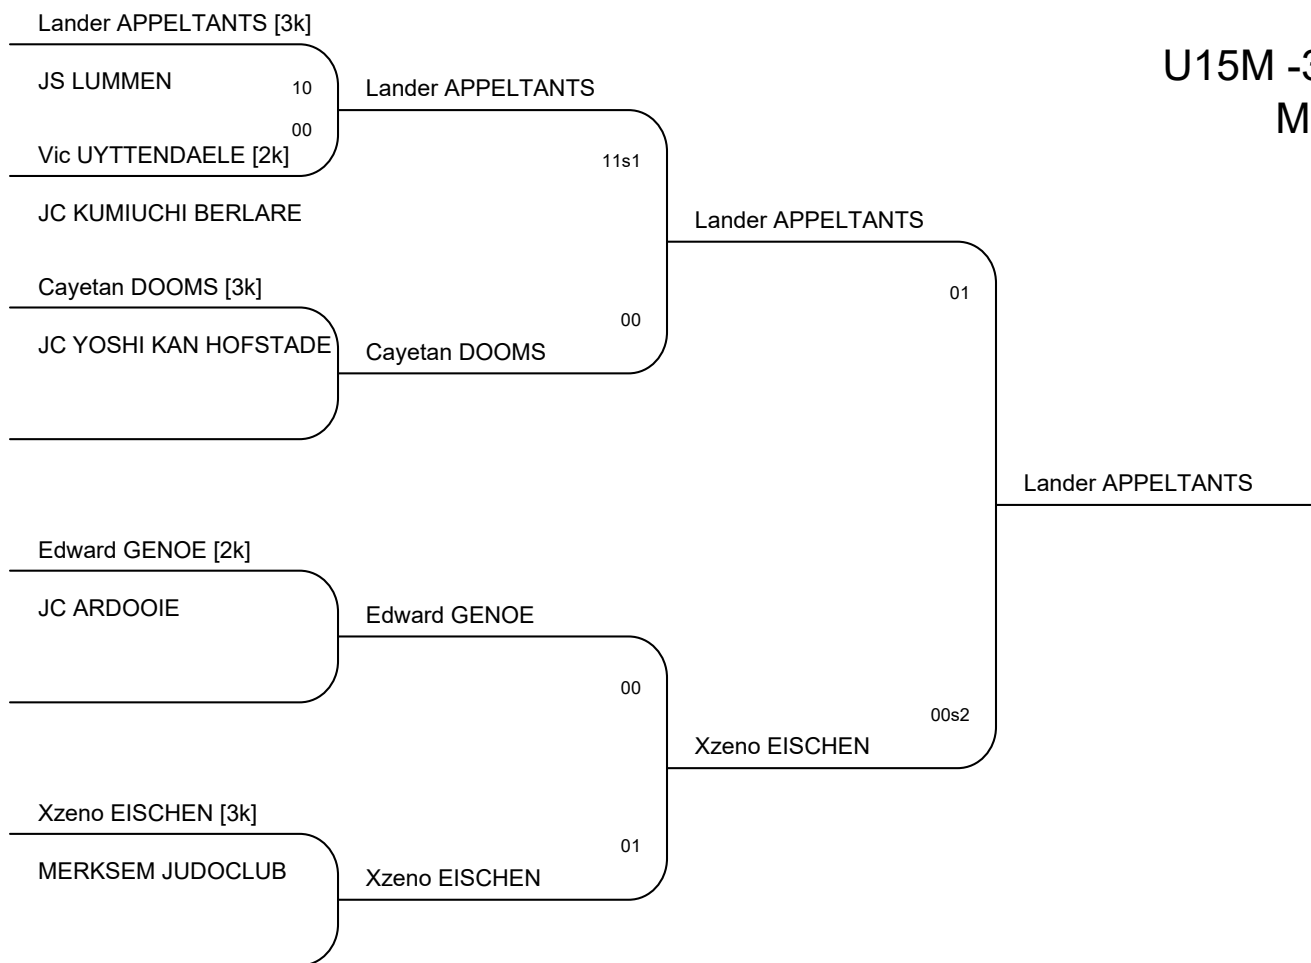 Lander APPELTANTS [3k]
JS LUMMEN
10
00
Vic UYTTENDAELE [2k]
JC KUMIUCHI BERLARE
Cayetan DOOMS [3k]
JC YOSHI KAN HOFSTADE
Edward GENOE [2k]
JC ARDOOIE
Xzeno EISCHEN [3k]
MERKSEM JUDOCLUB
Lander APPELTANTS
11s1
00
Cayetan DOOMS
Edward GENOE
00
01
Xzeno EISCHEN
Lander APPELTANTS
01
00s2
Xzeno EISCHEN
Lander APPELTANTS
U15M